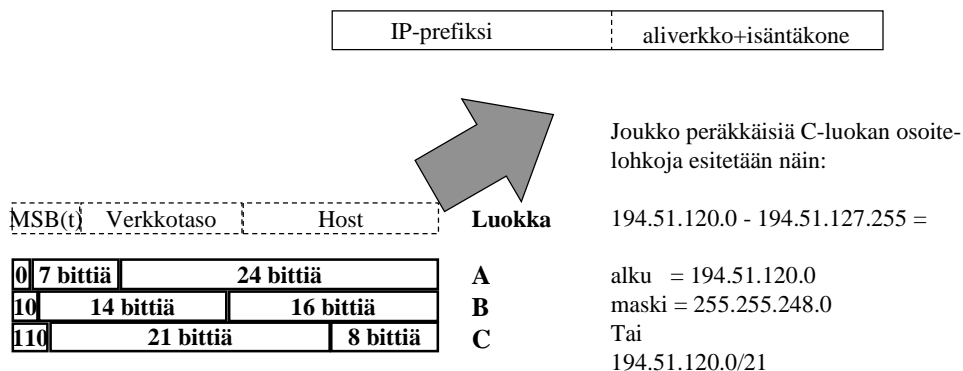 IP-prefiksi aliverkko+isäntäkone
Joukko peräkkäisiä C-luokan osoite-
lohkoja esitetään näin:
MSB(t) Verkkotaso Host Luokka 194.51.120.0 - 194.51.127.255 =
0 7 bittiä 24 bittiä A alku = 194.51.120.0
10 14 bittiä 16 bittiä B maski = 255.255.248.0
110 21 bittiä 8 bittiä C Tai
194.51.120.0/21